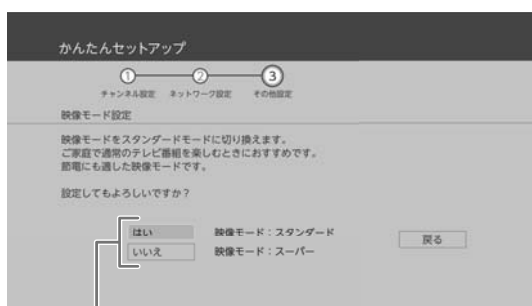 かんたんセットアップ
1 2 3
チャンネル設定 ネットワーク設定 その他設定
映像モード設定
映像モードをスタンダードモードに切り換えます。
ご家庭で通常のテレビ番組を楽しむときにおすすめです。
節電にも適した映像モードです。
設定してもよろしいですか？
はい 映像モード：スタンダード
いいえ 映像モード：スーパー
戻る